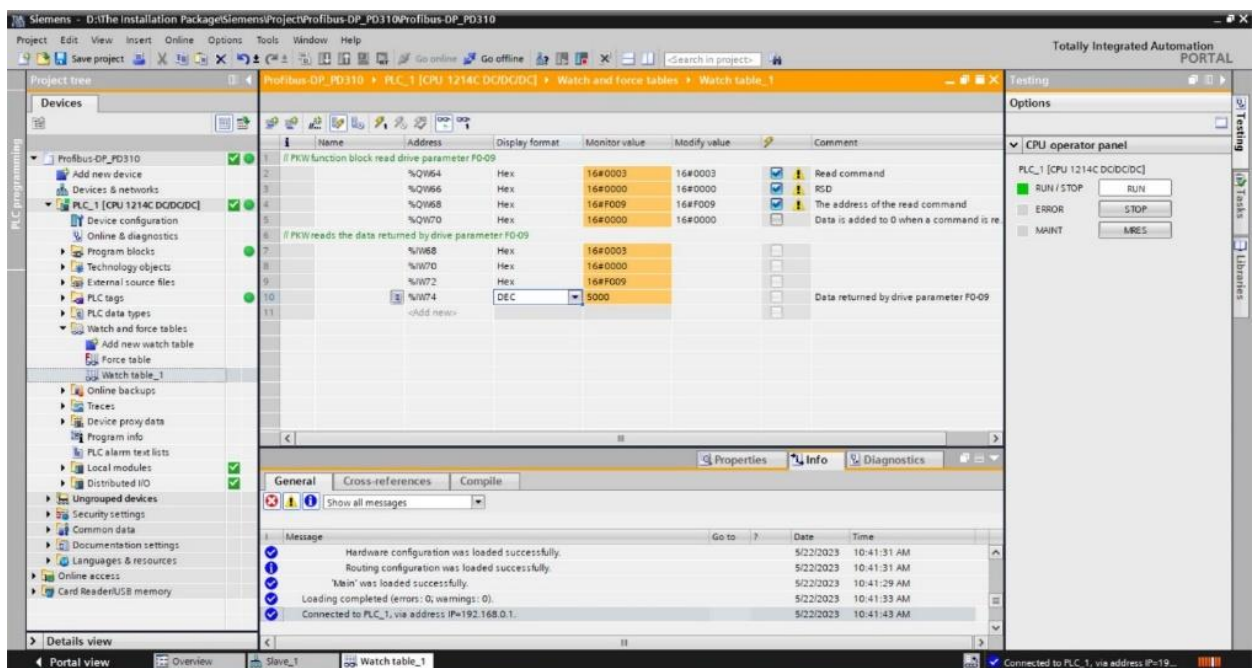 Siemens - D:\The Installation Package\Siemens\Project\Profibus-DP_PD310\Profibus-DP_PD310
Project Edit View Insert Online Options Tools Window Help
Totally Integrated Automation
PORTAL
Save project Go online Go offline <Search in project>
Project tree
Profibus-DP_PD310 PLC_1 [CPU 1214C DC/DC/DC] Watch and force tables Watch table_1
Testing
Devices
Options
PLC programming
Name Address Display format Monitor value Modify value Comment
1 // PKW function block read drive parameter F0-09
2 %QW64 Hex 16#0003 16#0003 Read command
3 %QW66 Hex 16#0000 16#0000 RSD
4 %QW68 Hex 16#F009 16#F009 The address of the read command
5 %QW70 Hex 16#0000 16#0000 Data is added to 0 when a command is re
6 // PKW reads the data returned by drive parameter F0-09
7 %IW68 Hex 16#0003
8 %IW70 Hex 16#0000
9 %IW72 Hex 16#F009
10 %IW74 DEC 5000 Data returned by drive parameter F0-09
11 <Add new>
Profibus-DP_PD310
Add new device
Devices & networks
PLC_1 [CPU 1214C DC/DC/DC]
Device configuration
Online & diagnostics
Program blocks
Technology objects
External source files
PLC tags
PLC data types
Watch and force tables
Add new watch table
Force table
Watch table_1
Online backups
Traces
Device proxy data
Program info
PLC alarm text lists
Local modules
Distributed I/O
Ungrouped devices
Security settings
Common data
Documentation settings
Languages & resources
Online access
Card Reader/USB memory
CPU operator panel
PLC_1 [CPU 1214C DC/DC/DC]
RUN / STOP RUN
ERROR STOP
MAINT MRES
Testing
Tasks
Libraries
Properties Info Diagnostics
General Cross-references Compile
Show all messages
! Message Go to ? Date Time
Hardware configuration was loaded successfully. 5/22/2023 10:41:31 AM
Routing configuration was loaded successfully. 5/22/2023 10:41:31 AM
'Main' was loaded successfully. 5/22/2023 10:41:29 AM
Loading completed (errors: 0; warnings: 0). 5/22/2023 10:41:33 AM
Connected to PLC_1, via address IP=192.168.0.1. 5/22/2023 10:41:43 AM
Details view
Portal view Overview Slave_1 Watch table_1 Connected to PLC_1, via address IP=19...